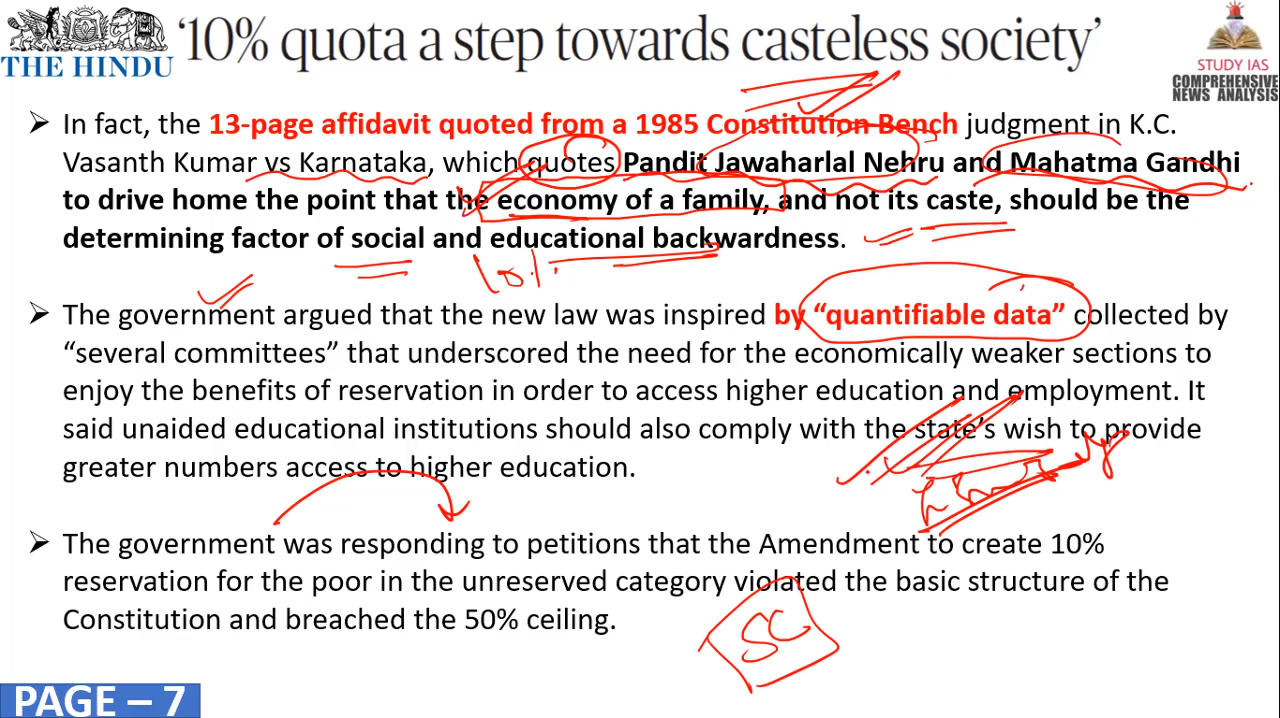 THE HINDU
‘10% quota a step towards casteless society’
STUDY IAS
COMPREHENSIVE
NEWS ANALYSIS
➢ In fact, the 13-page affidavit quoted from a 1985 Constitution Bench judgment in K.C.
Vasanth Kumar vs Karnataka, which quotes Pandit Jawaharlal Nehru and Mahatma Gandhi
to drive home the point that the economy of a family, and not its caste, should be the
determining factor of social and educational backwardness.
10%.
➢ The government argued that the new law was inspired by “quantifiable data” collected by
“several committees” that underscored the need for the economically weaker sections to
enjoy the benefits of reservation in order to access higher education and employment. It
said unaided educational institutions should also comply with the state’s wish to provide
greater numbers access to higher education.
➢ The government was responding to petitions that the Amendment to create 10%
reservation for the poor in the unreserved category violated the basic structure of the
Constitution and breached the 50% ceiling.
SC
PAGE – 7